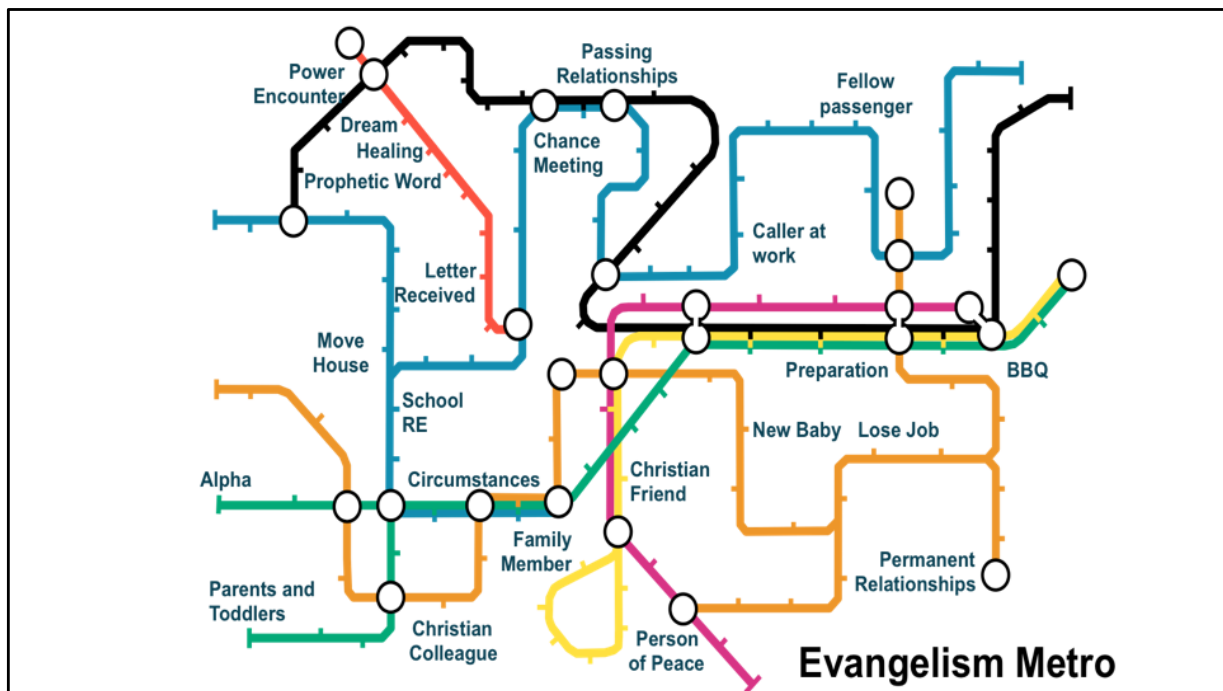 Passing
Relationships
Power
Encounter
Fellow
passenger
Dream
Healing
Prophetic Word
Chance
Meeting
Caller at
work
Letter
Received
Move
House
Preparation
BBQ
School
RE
New Baby
Lose Job
Alpha
Circumstances
Christian
Friend
Family
Member
Permanent
Relationships
Parents and
Toddlers
Christian
Colleague
Person
of Peace
Evangelism Metro